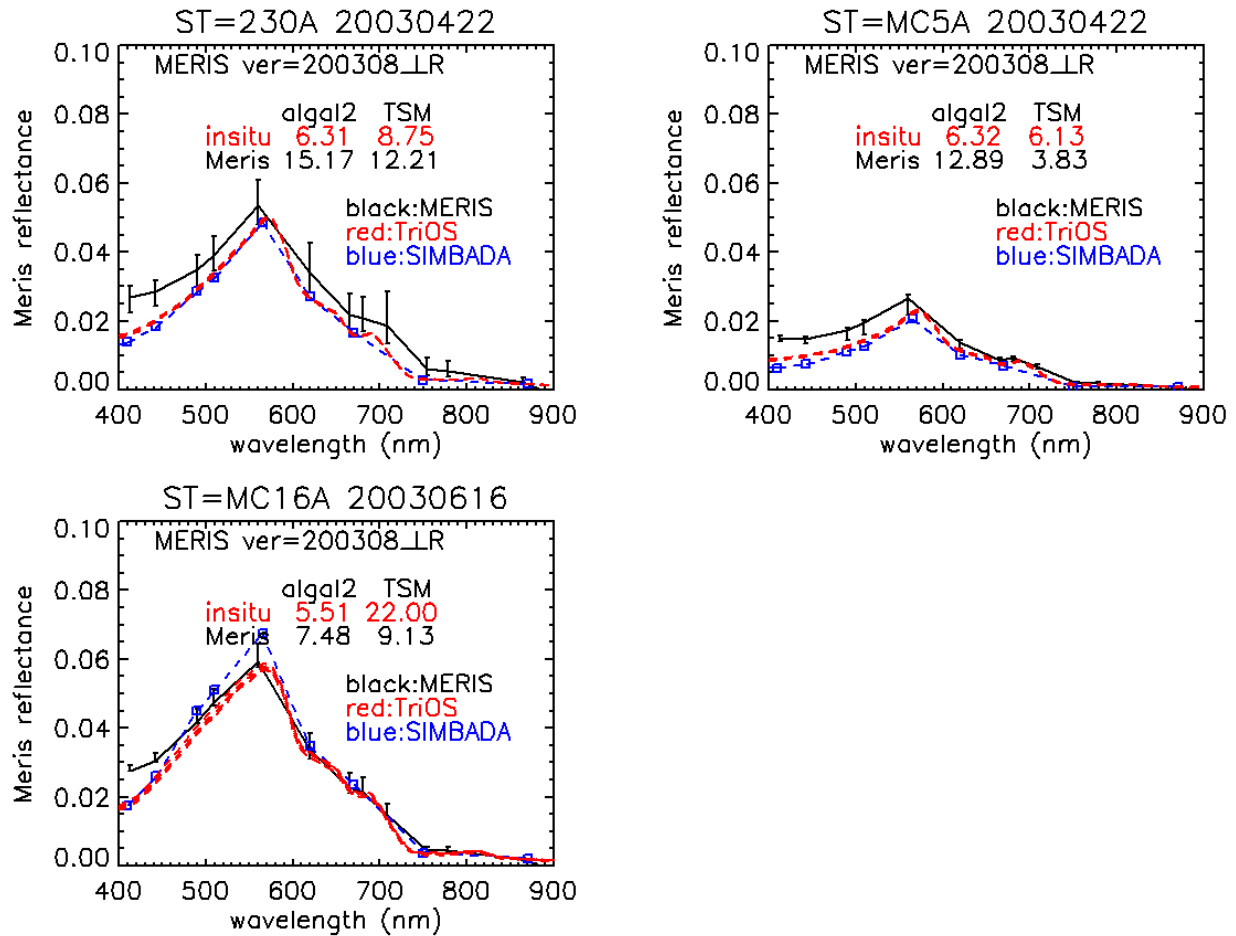 ST=230A 20030422
MERIS ver=200308_LR
algal2 TSM
insitu 6.31 8.75
Meris 15.17 12.21
black:MERIS
red:TriOS
blue:SIMBADA
0.10
0.08
0.06
0.04
0.02
0.00
Meris reflectance
400 500 600 700 800 900
wavelength (nm)
ST=MC5A 20030422
MERIS ver=200308_LR
algal2 TSM
insitu 6.32 6.13
Meris 12.89 3.83
black:MERIS
red:TriOS
blue:SIMBADA
0.10
0.08
0.06
0.04
0.02
0.00
Meris reflectance
400 500 600 700 800 900
wavelength (nm)
ST=MC16A 20030616
MERIS ver=200308_LR
algal2 TSM
insitu 5.51 22.00
Meris 7.48 9.13
black:MERIS
red:TriOS
blue:SIMBADA
0.10
0.08
0.06
0.04
0.02
0.00
Meris reflectance
400 500 600 700 800 900
wavelength (nm)